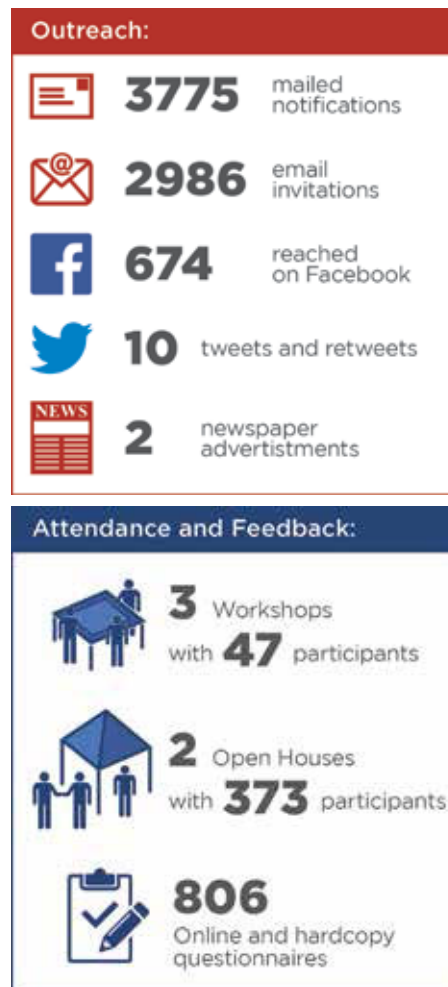 Outreach:
3775 mailed
notifications
@
2986 email
invitations
f
674 reached
on Facebook
10 tweets and retweets
NEWS
2 newspaper
advertistments
Attendance and Feedback:
3 Workshops
with 47 participants
2 Open Houses
with 373 participants
806
Online and hardcopy
questionnaires